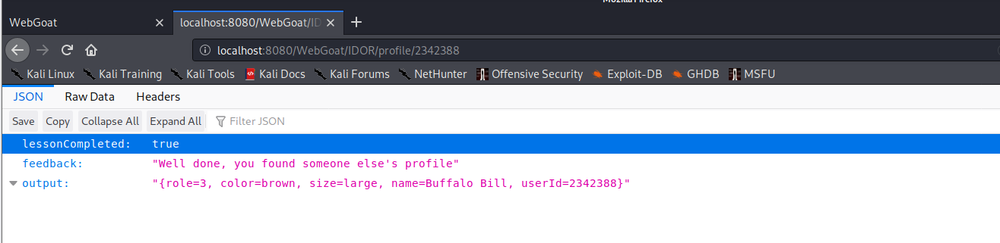 Mozilla Firefox
WebGoat
localhost:8080/WebGoat/ID
localhost:8080/WebGoat/IDOR/profile/2342388
Kali Linux Kali Training Kali Tools Kali Docs Kali Forums NetHunter Offensive Security Exploit-DB GHDB MSFU
JSON Raw Data Headers
Save Copy Collapse All Expand All Filter JSON
lessonCompleted: true
feedback: "Well done, you found someone else's profile"
output: "{role=3, color=brown, size=large, name=Buffalo Bill, userId=2342388}"